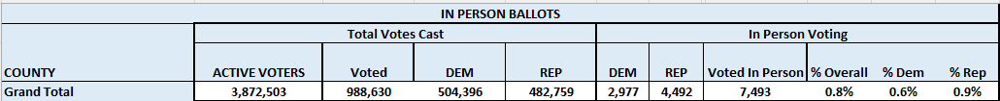 IN PERSON BALLOTS
Total Votes Cast In Person Voting
COUNTY ACTIVE VOTERS Voted DEM REP DEM REP Voted In Person % Overall % Dem % Rep
Grand Total 3,872,503 988,630 504,396 482,759 2,977 4,492 7,493 0.8% 0.6% 0.9%